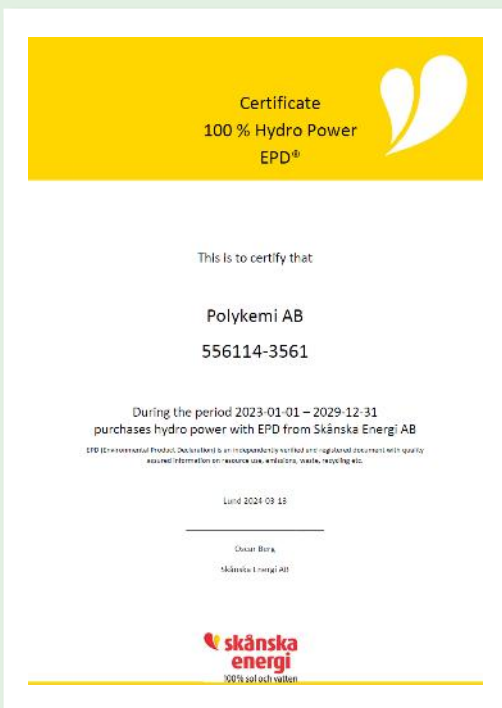 Certificate
100 % Hydro Power
EPD®
This is to certify that
Polykemi AB
556114-3561
During the period 2023-01-01 – 2029-12-31
purchases hydro power with EPD from Skånska Energi AB
EPD (Environmental Product Declaration) is an independently verified and registered document with quality
assured information on resource use, emissions, waste, recycling etc.
Lund 2024-03-18
Oscar Berg
Skånska Energi AB
skånska
energi
100% sol och vatten